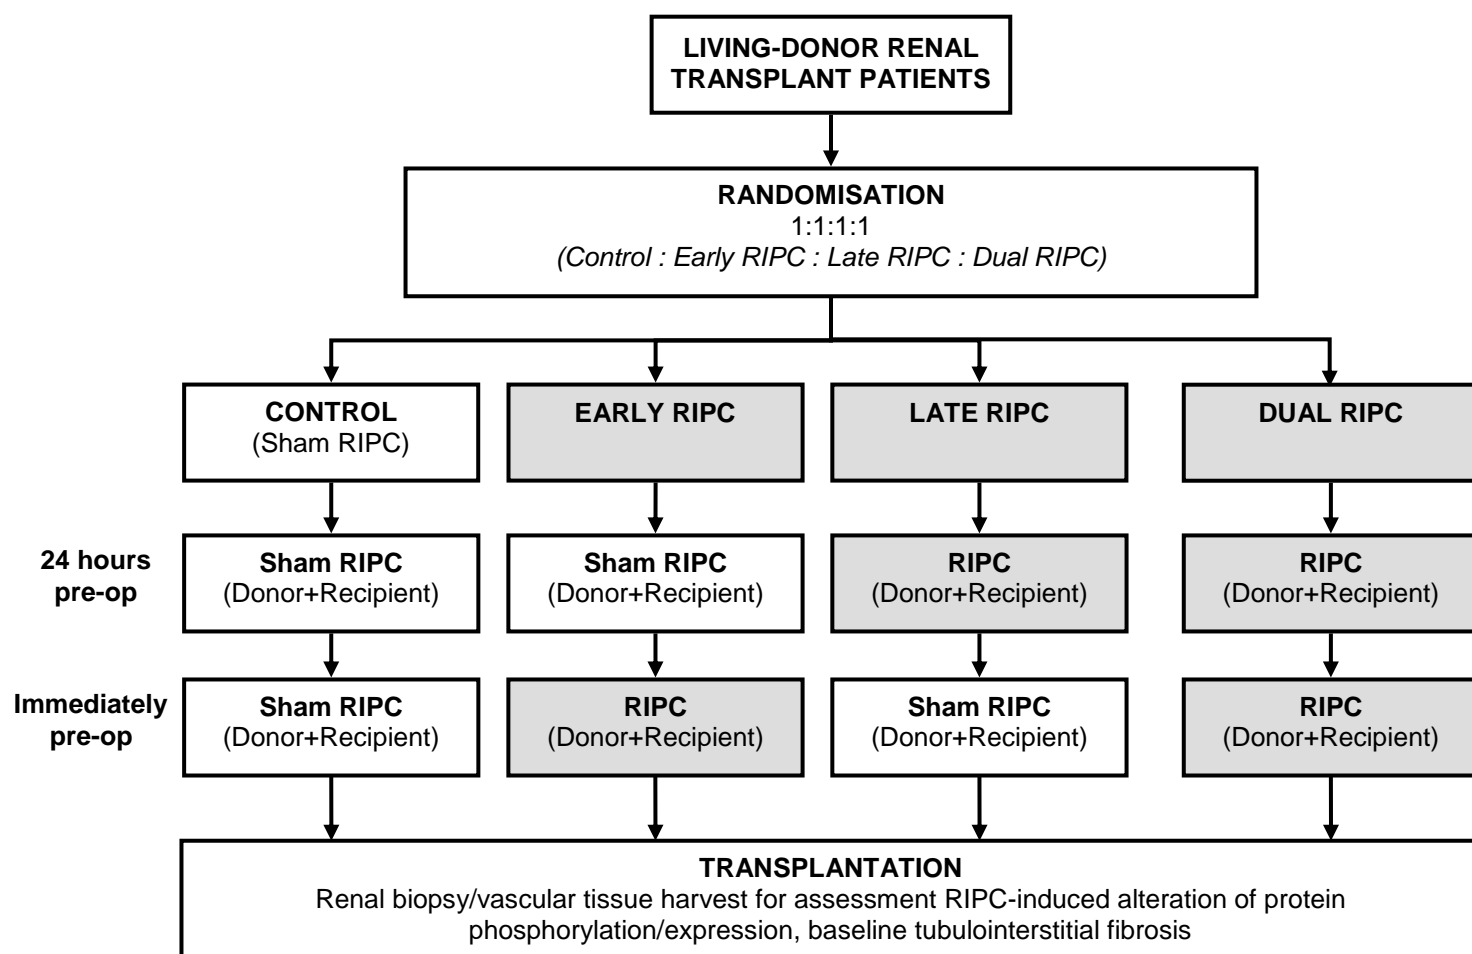 LIVING-DONOR RENAL
TRANSPLANT PATIENTS
RANDOMISATION
1:1:1:1
(Control : Early RIPC : Late RIPC : Dual RIPC)
CONTROL
(Sham RIPC)
EARLY RIPC
LATE RIPC
DUAL RIPC
24 hours
pre-op
Sham RIPC
(Donor+Recipient)
Sham RIPC
(Donor+Recipient)
RIPC
(Donor+Recipient)
RIPC
(Donor+Recipient)
Immediately
pre-op
Sham RIPC
(Donor+Recipient)
RIPC
(Donor+Recipient)
Sham RIPC
(Donor+Recipient)
RIPC
(Donor+Recipient)
TRANSPLANTATION
Renal biopsy/vascular tissue harvest for assessment RIPC-induced alteration of protein
phosphorylation/expression, baseline tubulointerstitial fibrosis